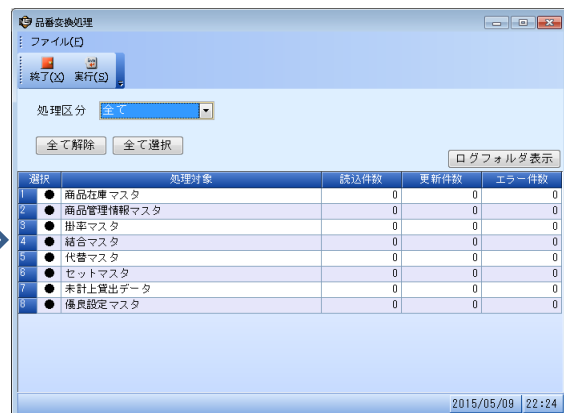 品番変換処理
ファイル(F)
終了(X) 実行(S)
処理区分 全て
全て解除 全て選択
ログフォルダ表示
選択 処理対象 読込件数 更新件数 エラー件数
1 ● 商品在庫マスタ 0 0 0
2 ● 商品管理情報マスタ 0 0 0
3 ● 掛率マスタ 0 0 0
4 ● 結合マスタ 0 0 0
5 ● 代替マスタ 0 0 0
6 ● セットマスタ 0 0 0
7 ● 未計上貸出データ 0 0 0
8 ● 優良設定マスタ 0 0 0
2015/05/09 22:24